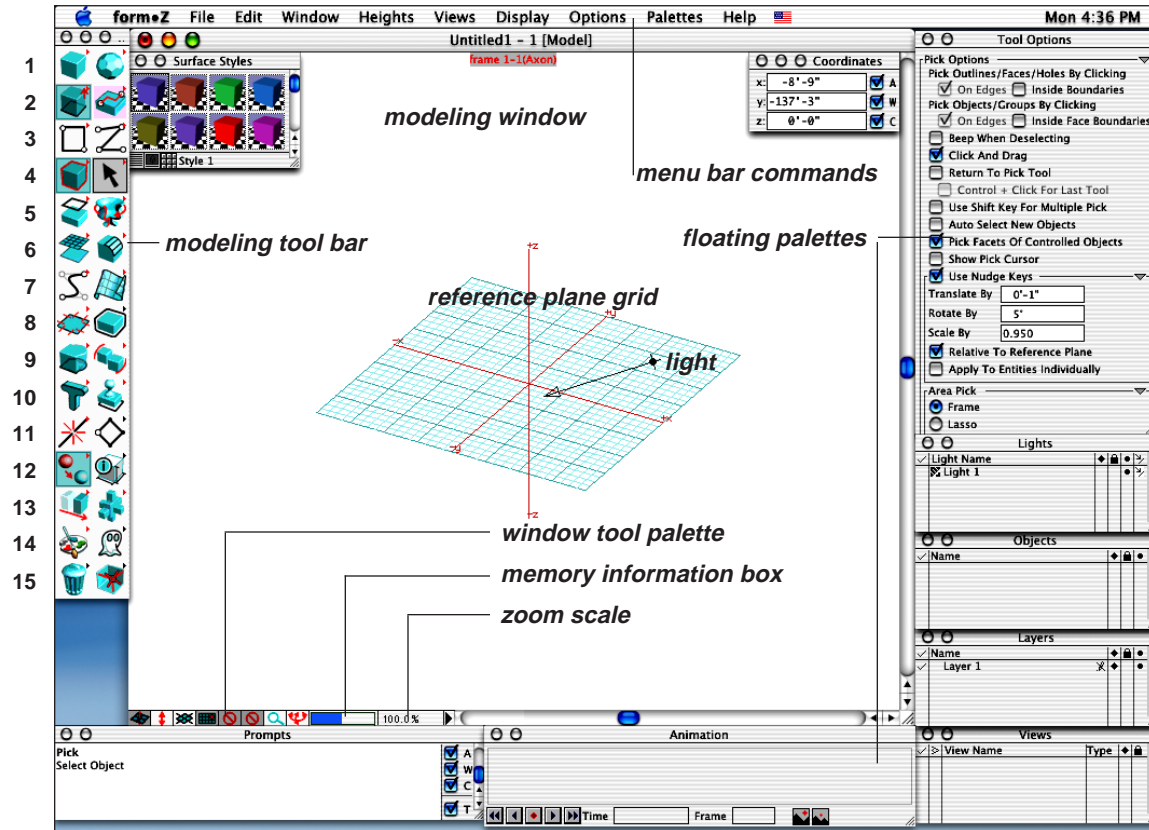 form•Z File Edit Window Heights Views Display Options Palettes Help Mon 4:36 PM
Untitled1 - 1 [Model]
frame 1-1(Axon)
Surface Styles
Style 1
Coordinates
x: -8'-9" A
y: -137'-3" W
z: 0'-0" C
modeling window
menu bar commands
modeling tool bar
floating palettes
reference plane grid
light
+z
+y
-x
+x
-y
-z
window tool palette
memory information box
zoom scale
1
2
3
4
5
6
7
8
9
10
11
12
13
14
15
100.0%
Tool Options
Pick Options
Pick Outlines/Faces/Holes By Clicking
On Edges Inside Boundaries
Pick Objects/Groups By Clicking
On Edges Inside Face Boundaries
Beep When Deselecting
Click And Drag
Return To Pick Tool
Control + Click For Last Tool
Use Shift Key For Multiple Pick
Auto Select New Objects
Pick Facets Of Controlled Objects
Show Pick Cursor
Use Nudge Keys
Translate By 0'-1"
Rotate By 5°
Scale By 0.950
Relative To Reference Plane
Apply To Entities Individually
Area Pick
Frame
Lasso
Lights
Light Name
Light 1
Objects
Name
Layers
Name
Layer 1
Views
View Name Type
Prompts
Pick
Select Object
A
W
C
T
Animation
Time Frame